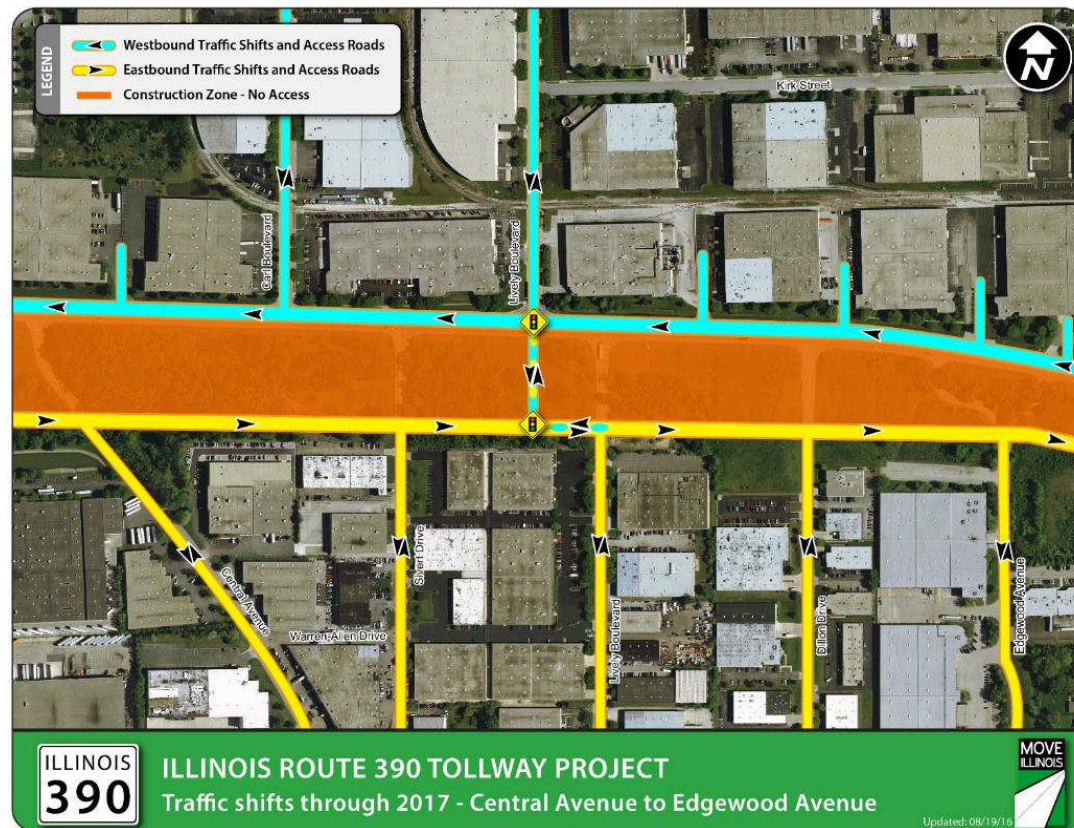 LEGEND
Westbound Traffic Shifts and Access Roads
Eastbound Traffic Shifts and Access Roads
Construction Zone - No Access
N
Kirk Street
Carl Boulevard
Lively Boulevard
Central Avenue
Sivert Drive
Warren Allen Drive
Lively Boulevard
Dillon Drive
Edgewood Avenue
ILLINOIS
390
ILLINOIS ROUTE 390 TOLLWAY PROJECT
Traffic shifts through 2017 - Central Avenue to Edgewood Avenue
MOVE
ILLINOIS
Updated: 08/19/16